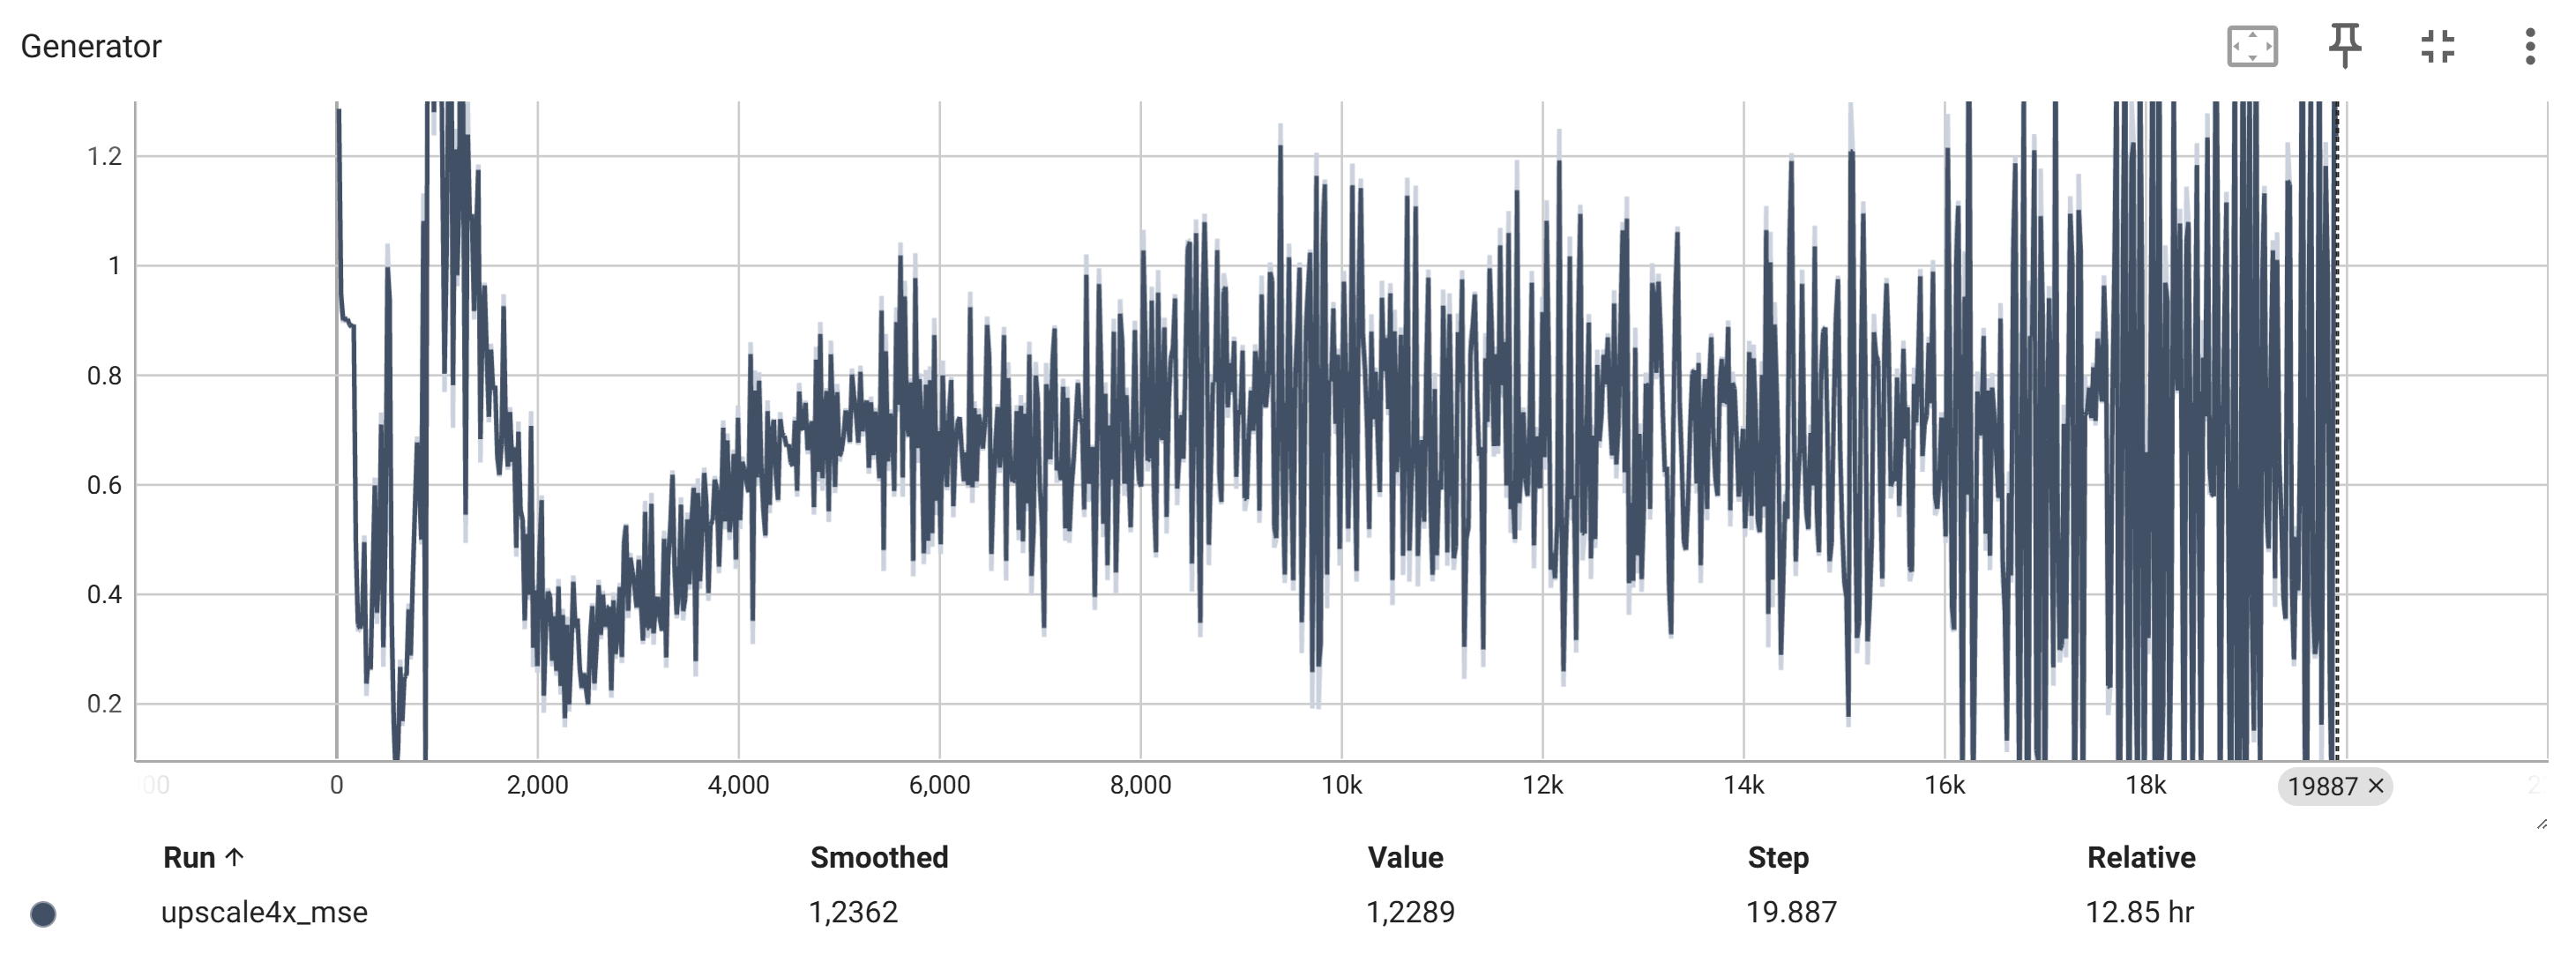 Generator
1.2
1
0.8
0.6
0.4
0.2
00 0 2,000 4,000 6,000 8,000 10k 12k 14k 16k 18k 19887 × 2
Run ↑ Smoothed Value Step Relative
upscale4x_mse 1,2362 1,2289 19.887 12.85 hr